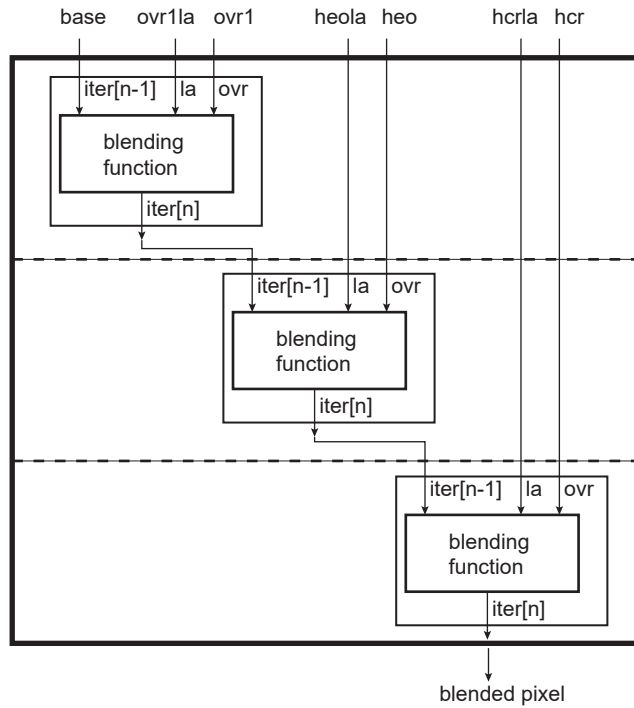 base ovr1la ovr1 heola heo hcrla hcr
iter[n-1] la ovr
blending
function
iter[n]
iter[n-1] la ovr
blending
function
iter[n]
iter[n-1] la ovr
blending
function
iter[n]
blended pixel